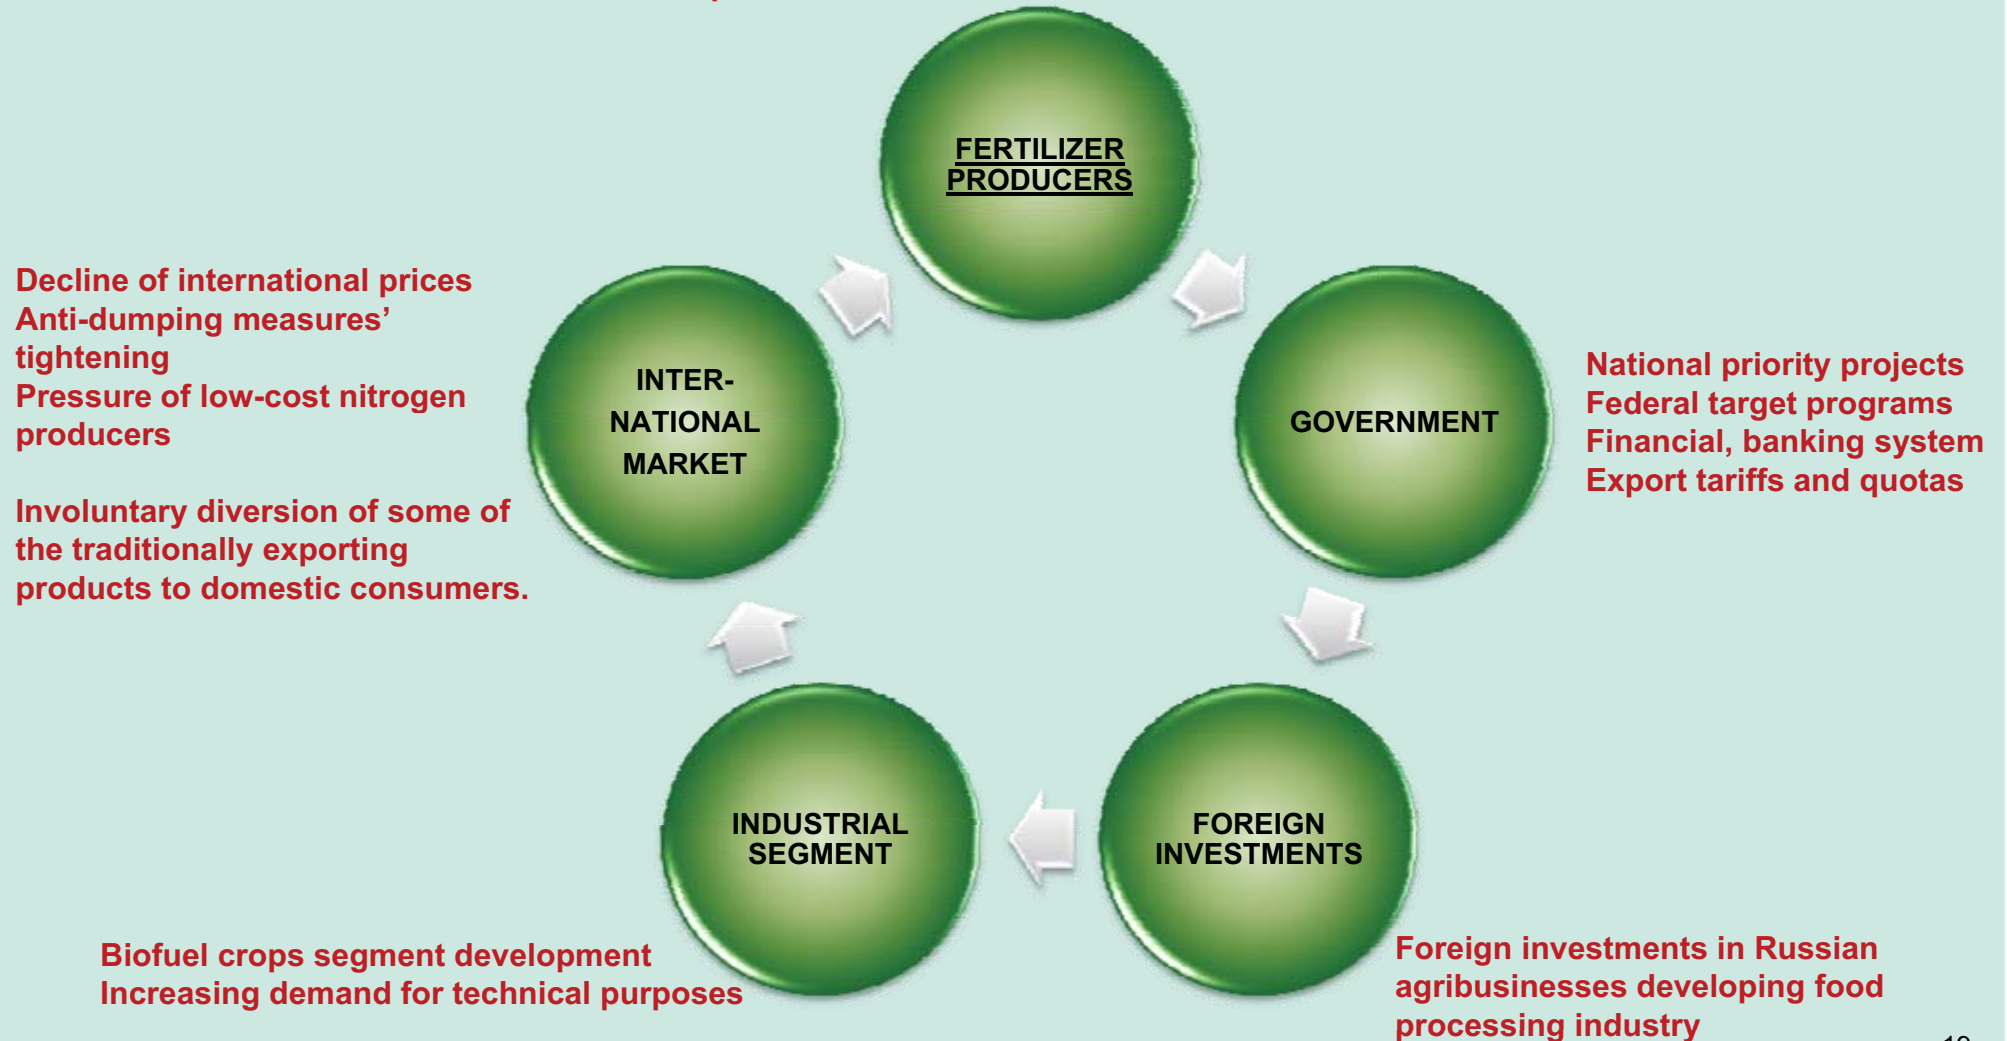 FERTILIZER
PRODUCERS
Decline of international prices
Anti-dumping measures’
tightening
Pressure of low-cost nitrogen
producers
Involuntary diversion of some of
the traditionally exporting
products to domestic consumers.
INTER-
NATIONAL
MARKET
GOVERNMENT
National priority projects
Federal target programs
Financial, banking system
Export tariffs and quotas
INDUSTRIAL
SEGMENT
FOREIGN
INVESTMENTS
Biofuel crops segment development
Increasing demand for technical purposes
Foreign investments in Russian
agribusinesses developing food
processing industry